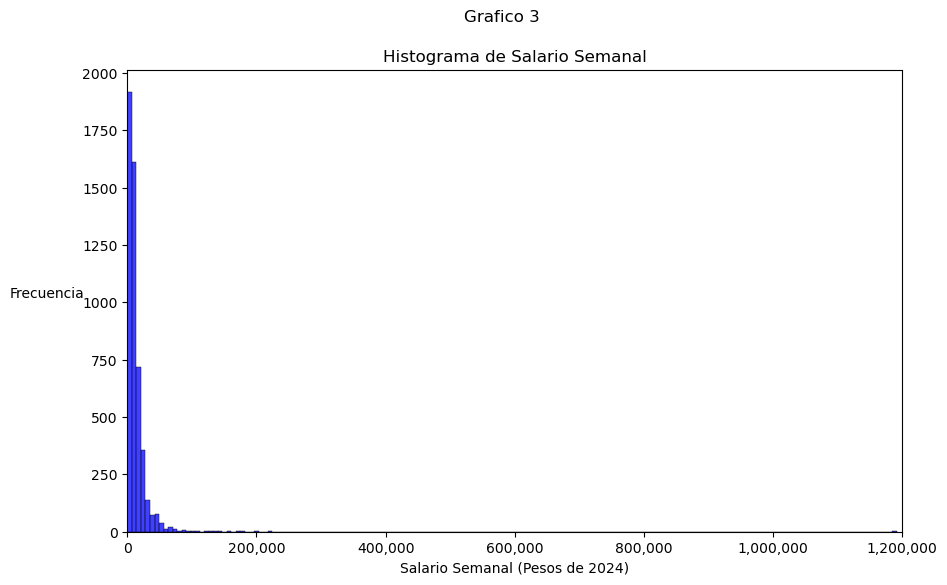 Grafico 3
Histograma de Salario Semanal
2000
1750
1500
1250
Frecuencia
1000
750
500
250
0
0 200,000 400,000 600,000 800,000 1,000,000 1,200,000
Salario Semanal (Pesos de 2024)